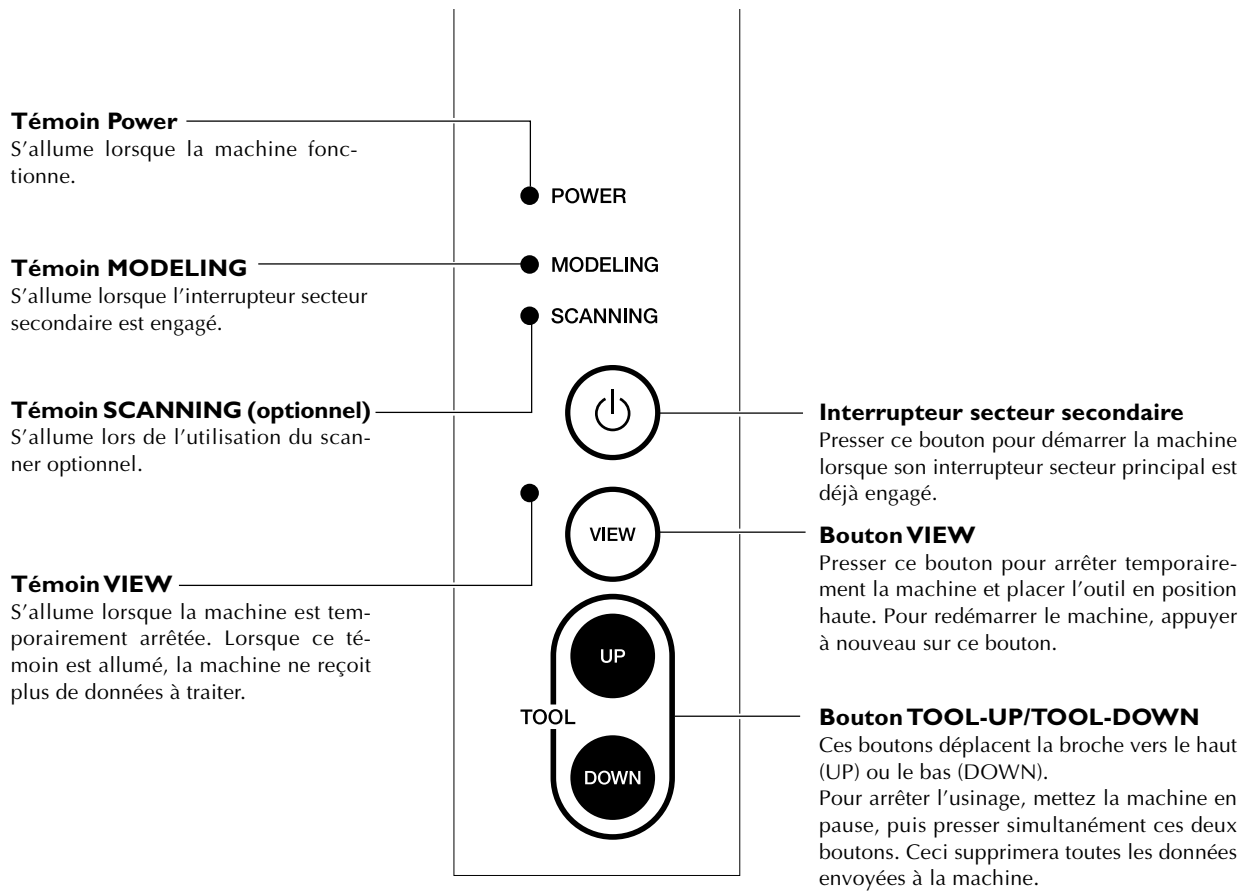 Témoin Power
S'allume lorsque la machine fonc-
tionne.
Témoin MODELING
S'allume lorsque l'interrupteur secteur
secondaire est engagé.
Témoin SCANNING (optionnel)
S'allume lors de l'utilisation du scan-
ner optionnel.
Témoin VIEW
S'allume lorsque la machine est tem-
porairement arrêtée. Lorsque ce té-
moin est allumé, la machine ne reçoit
plus de données à traiter.
POWER
MODELING
SCANNING
VIEW
UP
TOOL
DOWN
Interrupteur secteur secondaire
Presser ce bouton pour démarrer la machine
lorsque son interrupteur secteur principal est
déjà engagé.
Bouton VIEW
Presser ce bouton pour arrêter temporaire-
ment la machine et placer l'outil en position
haute. Pour redémarrer le machine, appuyer
à nouveau sur ce bouton.
Bouton TOOL-UP/TOOL-DOWN
Ces boutons déplacent la broche vers le haut
(UP) ou le bas (DOWN).
Pour arrêter l'usinage, mettez la machine en
pause, puis presser simultanément ces deux
boutons. Ceci supprimera toutes les données
envoyées à la machine.